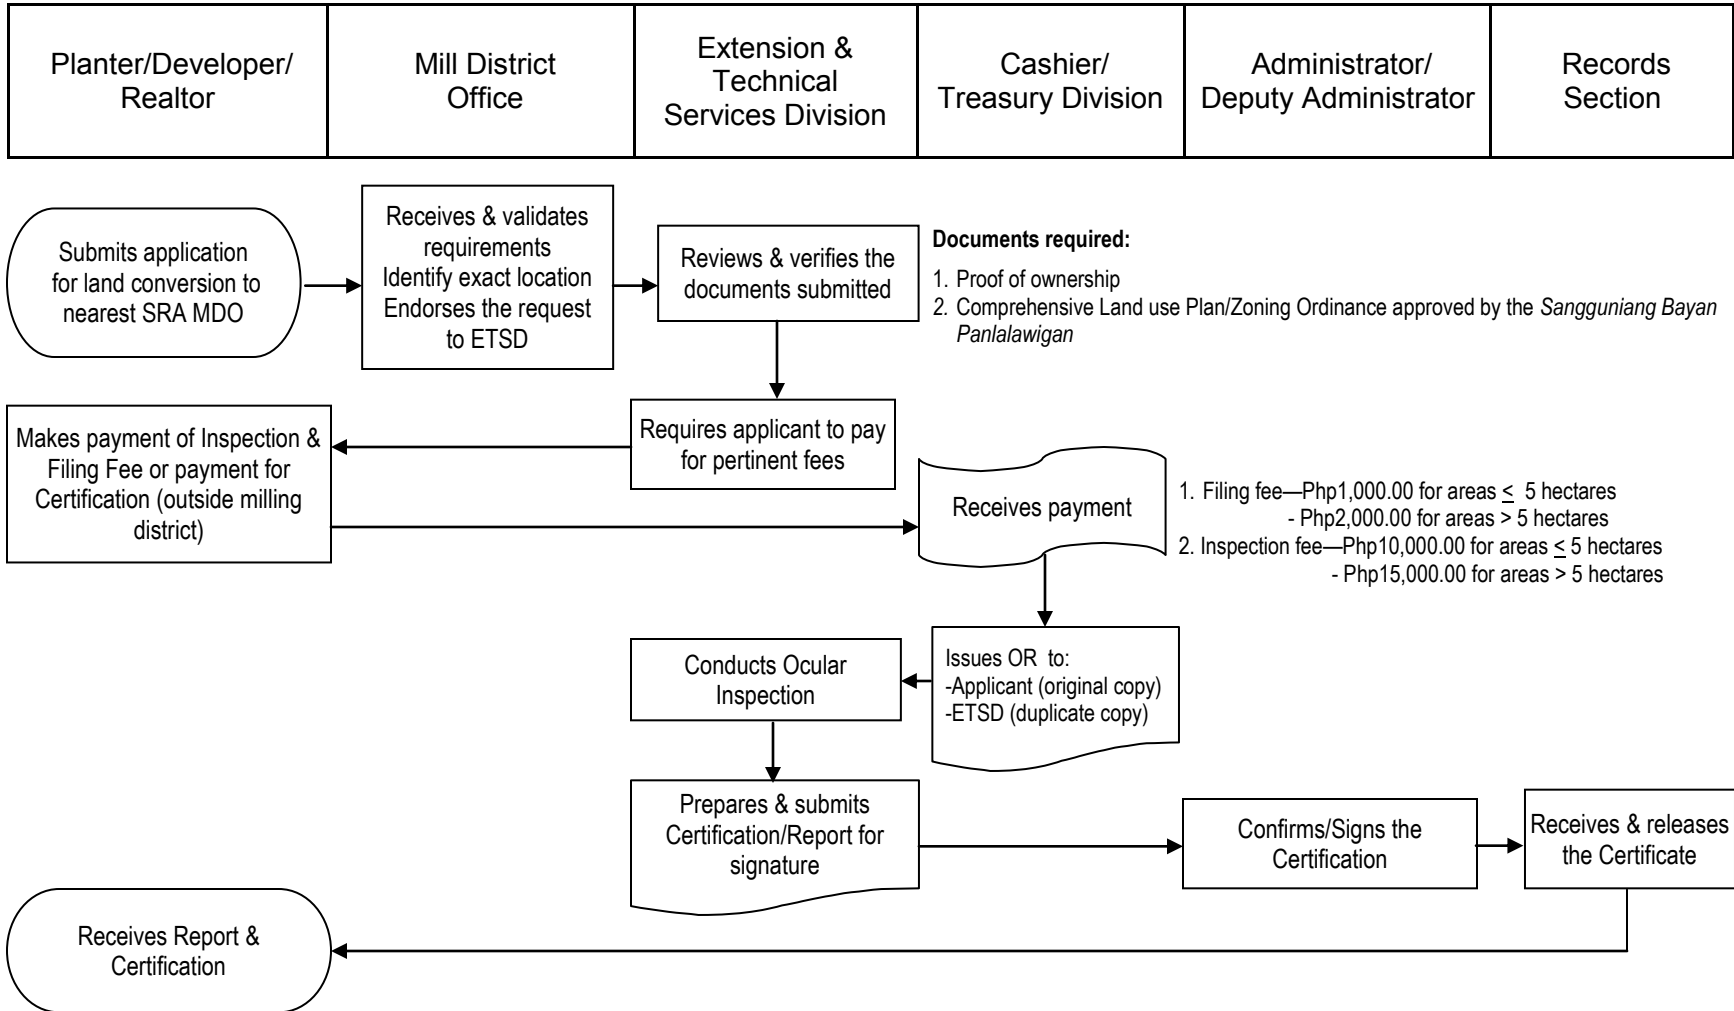 Planter/Developer/
Realtor
Mill District
Office
Extension &
Technical
Services Division
Cashier/
Treasury Division
Administrator/
Deputy Administrator
Records
Section
Submits application
for land conversion to
nearest SRA MDO
Receives & validates
requirements
Identify exact location
Endorses the request
to ETSD
Reviews & verifies the
documents submitted
Documents required:
1. Proof of ownership
2. Comprehensive Land use Plan/Zoning Ordinance approved by the Sangguniang Bayan
Panlalawigan
Makes payment of Inspection &
Filing Fee or payment for
Certification (outside milling
district)
Requires applicant to pay
for pertinent fees
Receives payment
1. Filing fee—Php1,000.00 for areas < 5 hectares
- Php2,000.00 for areas > 5 hectares
2. Inspection fee—Php10,000.00 for areas < 5 hectares
- Php15,000.00 for areas > 5 hectares
Conducts Ocular
Inspection
Issues OR to:
-Applicant (original copy)
-ETSD (duplicate copy)
Prepares & submits
Certification/Report for
signature
Confirms/Signs the
Certification
Receives & releases
the Certificate
Receives Report &
Certification